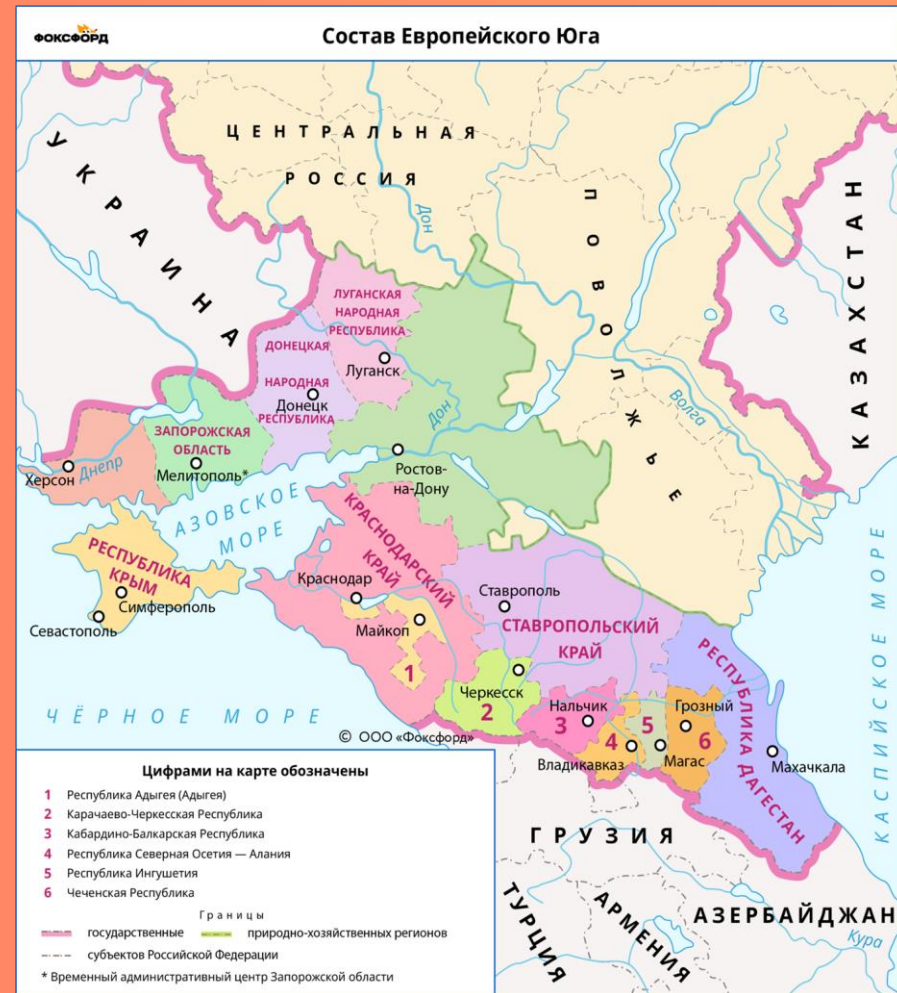 ФОКСФОРД
Состав Европейского Юга
УКРАИНА
ЦЕНТРАЛЬНАЯ
РОССИЯ
ПОВОЛЖЬЕ
КАЗАХСТАН
Дон
Волга
ЛУГАНСКАЯ
НАРОДНАЯ
РЕСПУБЛИКА
Луганск
ДОНЕЦКАЯ
НАРОДНАЯ
Донецк
РЕСПУБЛИКА
Дон
ЗАПОРОЖСКАЯ
ОБЛАСТЬ
Мелитополь*
Херсон
Днепр
Ростов-
на-Дону
АЗОВСКОЕ
МОРЕ
РЕСПУБЛИКА
КРЫМ
Симферополь
Севастополь
КРАСНОДАРСКИЙ
КРАЙ
Краснодар
Майкоп
1
Ставрополь
СТАВРОПОЛЬСКИЙ
КРАЙ
Черкесск
2
Нальчик
3
4
Владикавказ
5
Магас
Грозный
6
РЕСПУБЛИКА ДАГЕСТАН
Махачкала
КАСПИЙСКОЕ МОРЕ
ЧЁРНОЕ МОРЕ
© ООО «Фоксфорд»
ГРУЗИЯ
ТУРЦИЯ
АРМЕНИЯ
АЗЕРБАЙДЖАН
Кура
Цифрами на карте обозначены
1 Республика Адыгея (Адыгея)
2 Карачаево-Черкесская Республика
3 Кабардино-Балкарская Республика
4 Республика Северная Осетия — Алания
5 Республика Ингушетия
6 Чеченская Республика
Границы
государственные
природно-хозяйственных регионов
субъектов Российской Федерации
* Временный административный центр Запорожской области